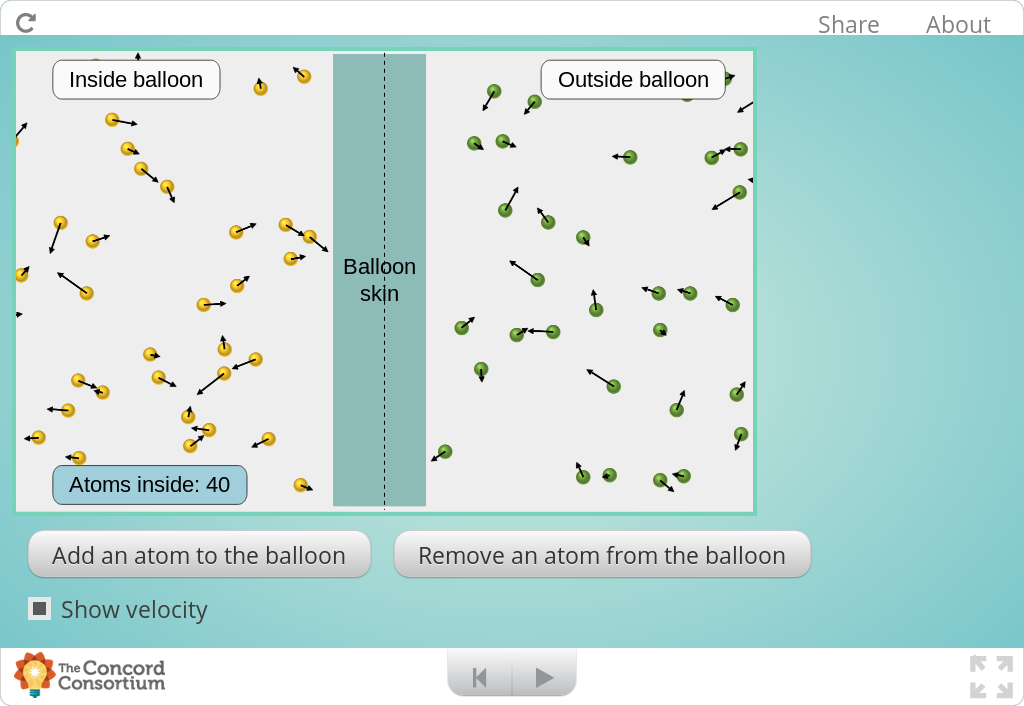 Share
About
Inside balloon
Outside balloon
Balloon
skin
Atoms inside: 40
Add an atom to the balloon
Remove an atom from the balloon
Show velocity
The Concord
Consortium